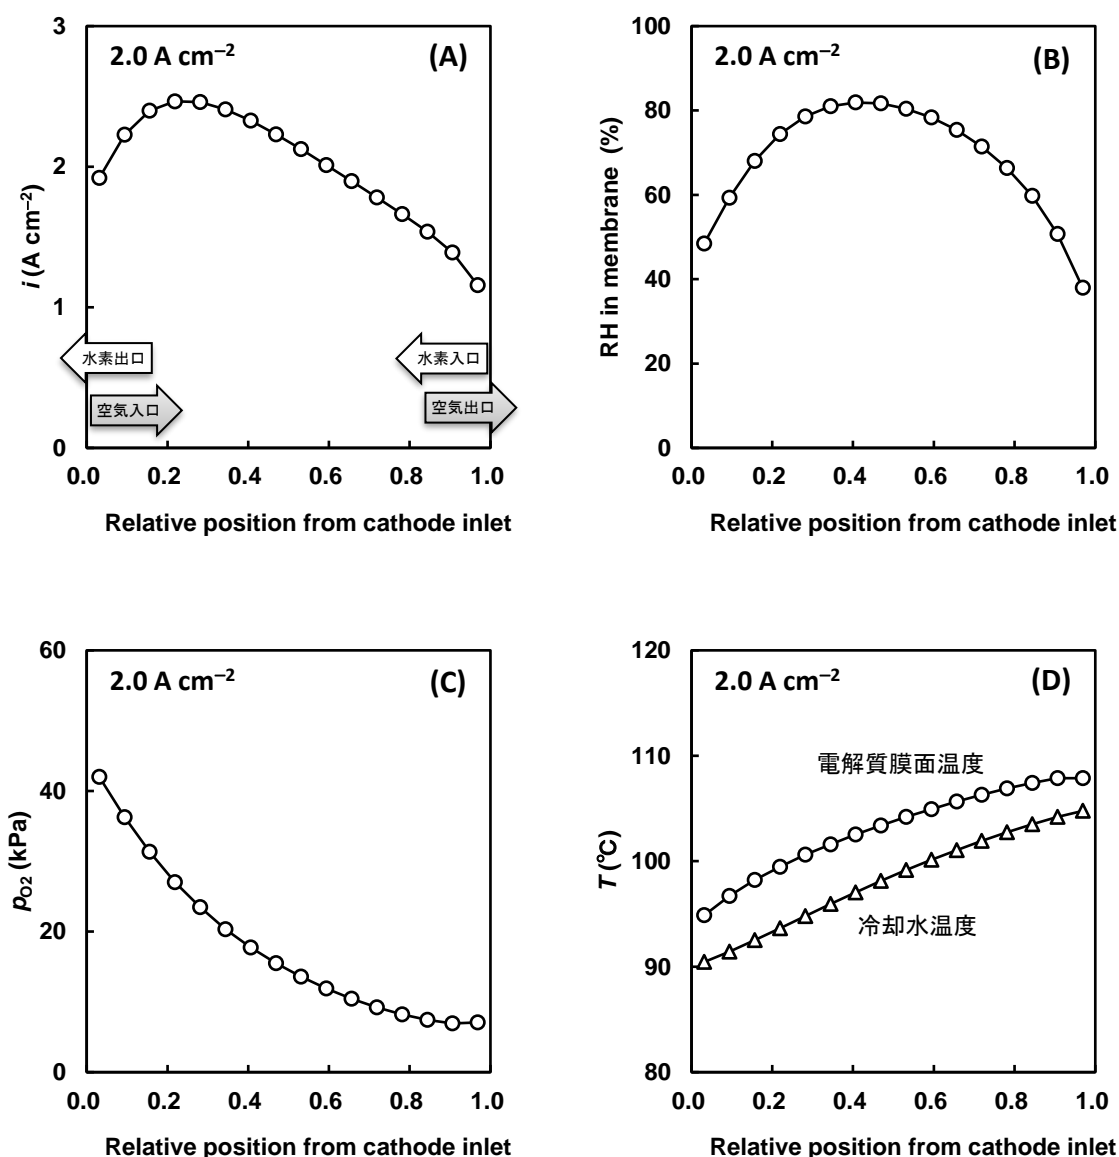 2.0 A cm⁻²
(A)
3
2
1
0
i (A cm⁻²)
水素出口
空気入口
水素入口
空気出口
0.0 0.2 0.4 0.6 0.8 1.0
Relative position from cathode inlet
2.0 A cm⁻²
(B)
100
80
60
40
20
0
RH in membrane (%)
0.0 0.2 0.4 0.6 0.8 1.0
Relative position from cathode inlet
2.0 A cm⁻²
(C)
60
40
20
0
pO2 (kPa)
0.0 0.2 0.4 0.6 0.8 1.0
Relative position from cathode inlet
2.0 A cm⁻²
(D)
120
110
100
90
80
T (℃)
電解質膜面温度
冷却水温度
0.0 0.2 0.4 0.6 0.8 1.0
Relative position from cathode inlet